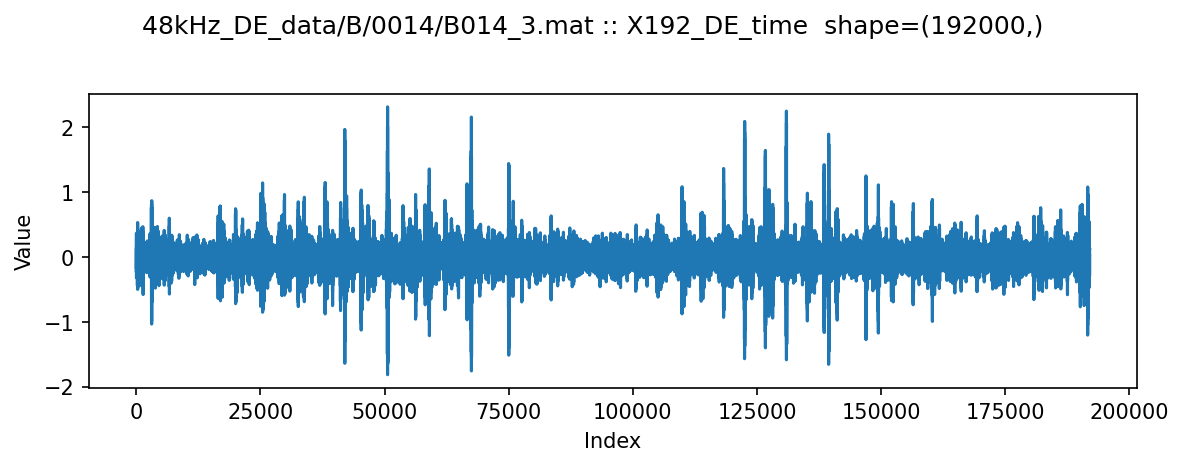 48kHz_DE_data/B/0014/B014_3.mat :: X192_DE_time  shape=(192000,)
2
1
0
−1
−2
Value
0 25000 50000 75000 100000 125000 150000 175000 200000
Index